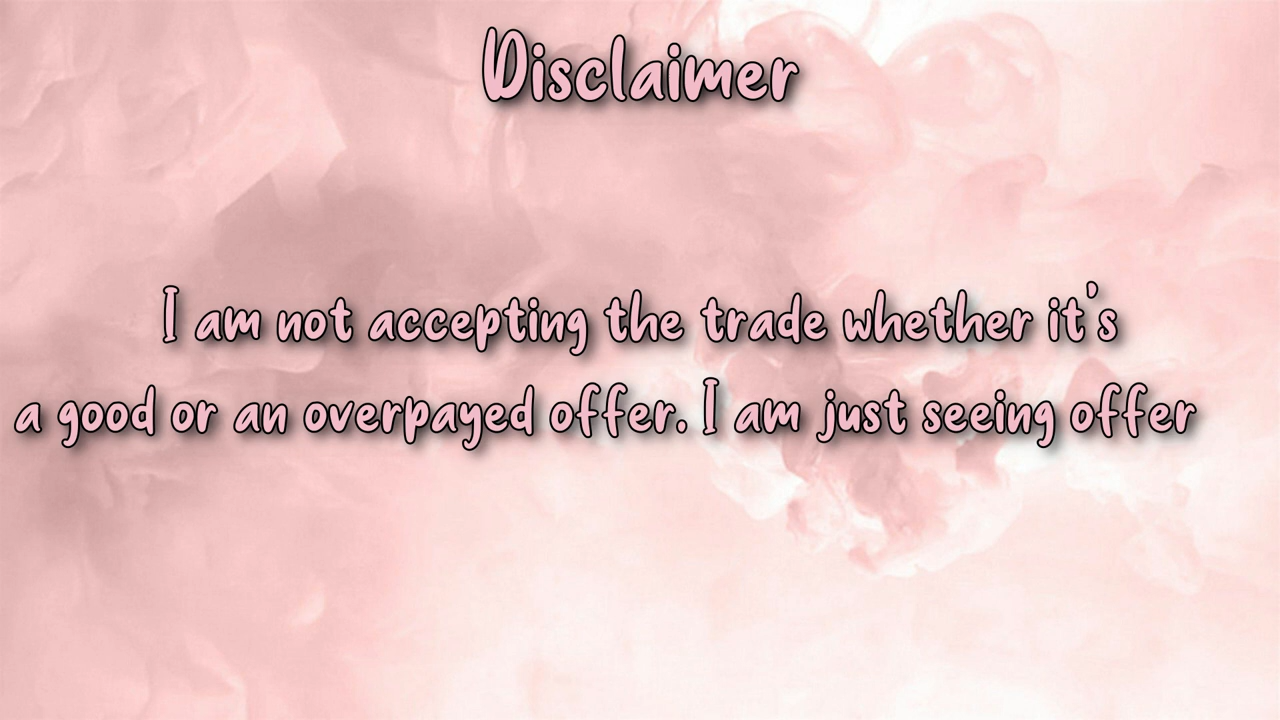 Disclaimer
I am not accepting the trade whether it's
a good or an overpayed offer. I am just seeing offer